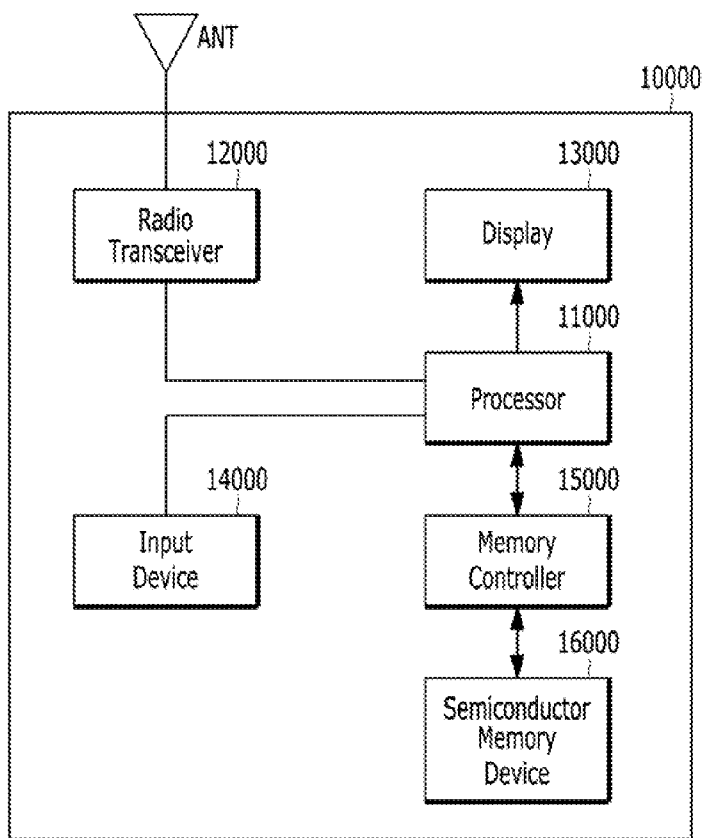 ANT
10000
12000
Radio
Transceiver
13000
Display
11000
Processor
14000
Input
Device
15000
Memory
Controller
16000
Semiconductor
Memory
Device